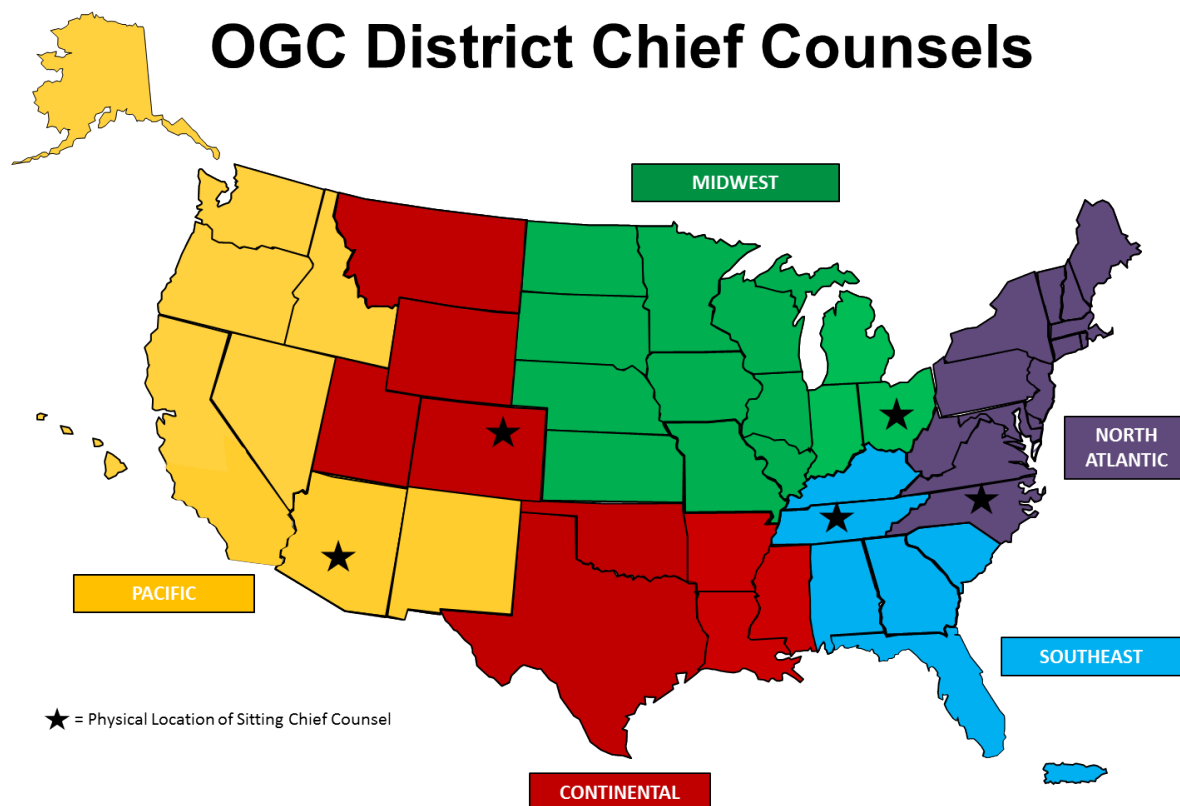 OGC District Chief Counsels
MIDWEST
NORTH
ATLANTIC
PACIFIC
SOUTHEAST
★ = Physical Location of Sitting Chief Counsel
CONTINENTAL